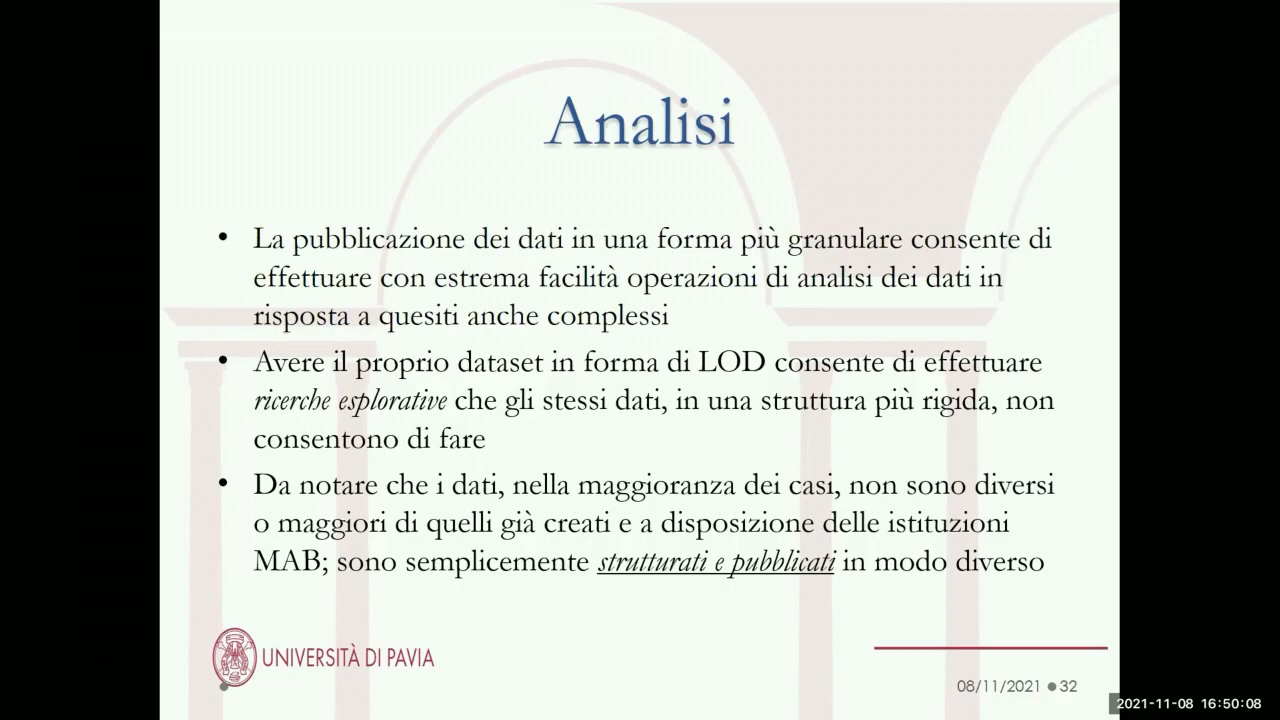 Analisi
• La pubblicazione dei dati in una forma più granulare consente di
effettuare con estrema facilità operazioni di analisi dei dati in
risposta a quesiti anche complessi
• Avere il proprio dataset in forma di LOD consente di effettuare
ricerche esplorative che gli stessi dati, in una struttura più rigida, non
consentono di fare
• Da notare che i dati, nella maggioranza dei casi, non sono diversi
o maggiori di quelli già creati e a disposizione delle istituzioni
MAB; sono semplicemente strutturati e pubblicati in modo diverso
UNIVERSITÀ DI PAVIA
08/11/2021 ● 32
2021-11-08 16:50:08